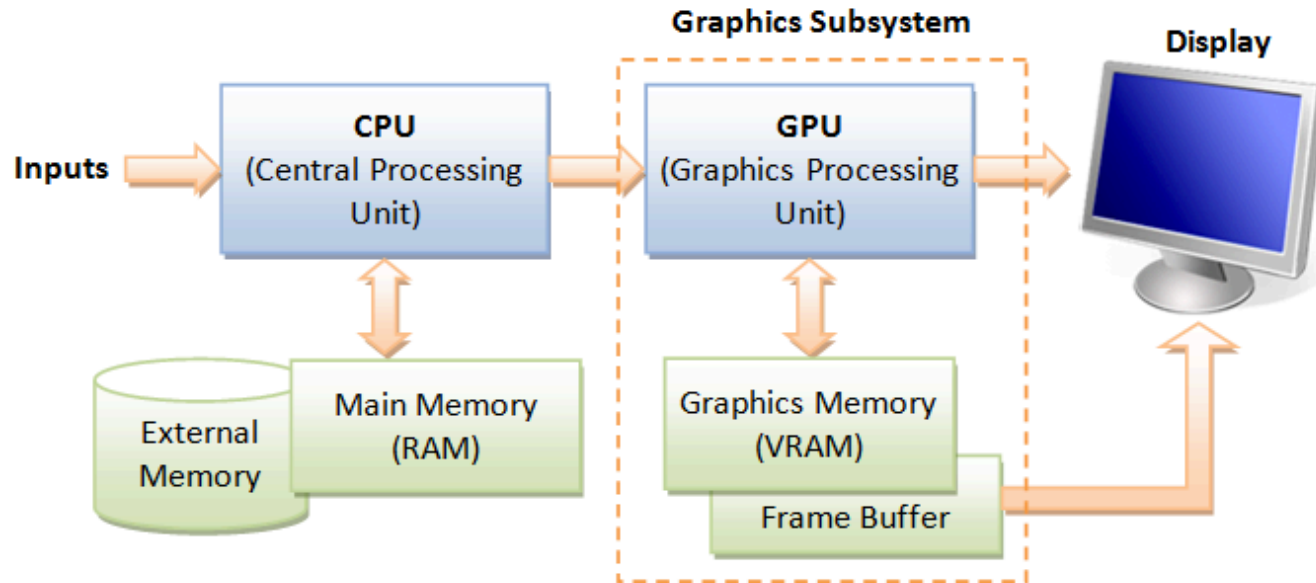 Graphics Subsystem
Display
Inputs
CPU
(Central Processing
Unit)
GPU
(Graphics Processing
Unit)
External
Memory
Main Memory
(RAM)
Graphics Memory
(VRAM)
Frame Buffer